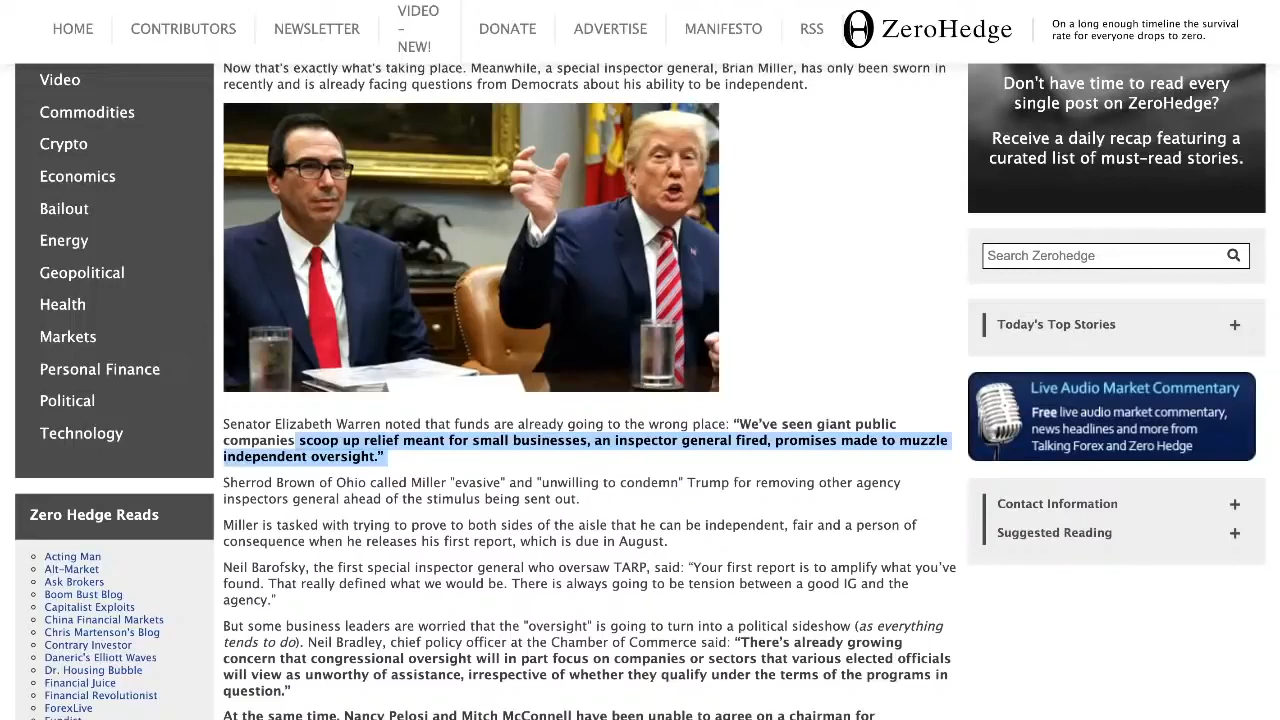 HOME
CONTRIBUTORS
NEWSLETTER
VIDEO
-
NEW!
DONATE
ADVERTISE
MANIFESTO
RSS
ZeroHedge
On a long enough timeline the survival
rate for everyone drops to zero.
Video
Commodities
Crypto
Economics
Bailout
Energy
Geopolitical
Health
Markets
Personal Finance
Political
Technology
Zero Hedge Reads
Acting Man
Alt-Market
Ask Brokers
Boom Bust Blog
Capitalist Exploits
China Financial Markets
Chris Martenson's Blog
Contrary Investor
Daneric's Elliott Waves
Dr. Housing Bubble
Financial Juice
Financial Revolutionist
ForexLive
Now that's exactly what's taking place. Meanwhile, a special inspector general, Brian Miller, has only been sworn in
recently and is already facing questions from Democrats about his ability to be independent.
Senator Elizabeth Warren noted that funds are already going to the wrong place: “We’ve seen giant public
companies scoop up relief meant for small businesses, an inspector general fired, promises made to muzzle
independent oversight.”
Sherrod Brown of Ohio called Miller "evasive" and "unwilling to condemn" Trump for removing other agency
inspectors general ahead of the stimulus being sent out.
Miller is tasked with trying to prove to both sides of the aisle that he can be independent, fair and a person of
consequence when he releases his first report, which is due in August.
Neil Barofsky, the first special inspector general who oversaw TARP, said: “Your first report is to amplify what you’ve
found. That really defined what we would be. There is always going to be tension between a good IG and the
agency."
But some business leaders are worried that the "oversight" is going to turn into a political sideshow (as everything
tends to do). Neil Bradley, chief policy officer at the Chamber of Commerce said: “There’s already growing
concern that congressional oversight will in part focus on companies or sectors that various elected officials
will view as unworthy of assistance, irrespective of whether they qualify under the terms of the programs in
question.”
At the same time, Nancy Pelosi and Mitch McConnell have been unable to agree on a chairman for
Don't have time to read every
single post on ZeroHedge?
Receive a daily recap featuring a
curated list of must-read stories.
Search Zerohedge
Today's Top Stories +
Live Audio Market Commentary
Free live audio market commentary,
news headlines and more from
Talking Forex and Zero Hedge
Contact Information +
Suggested Reading +